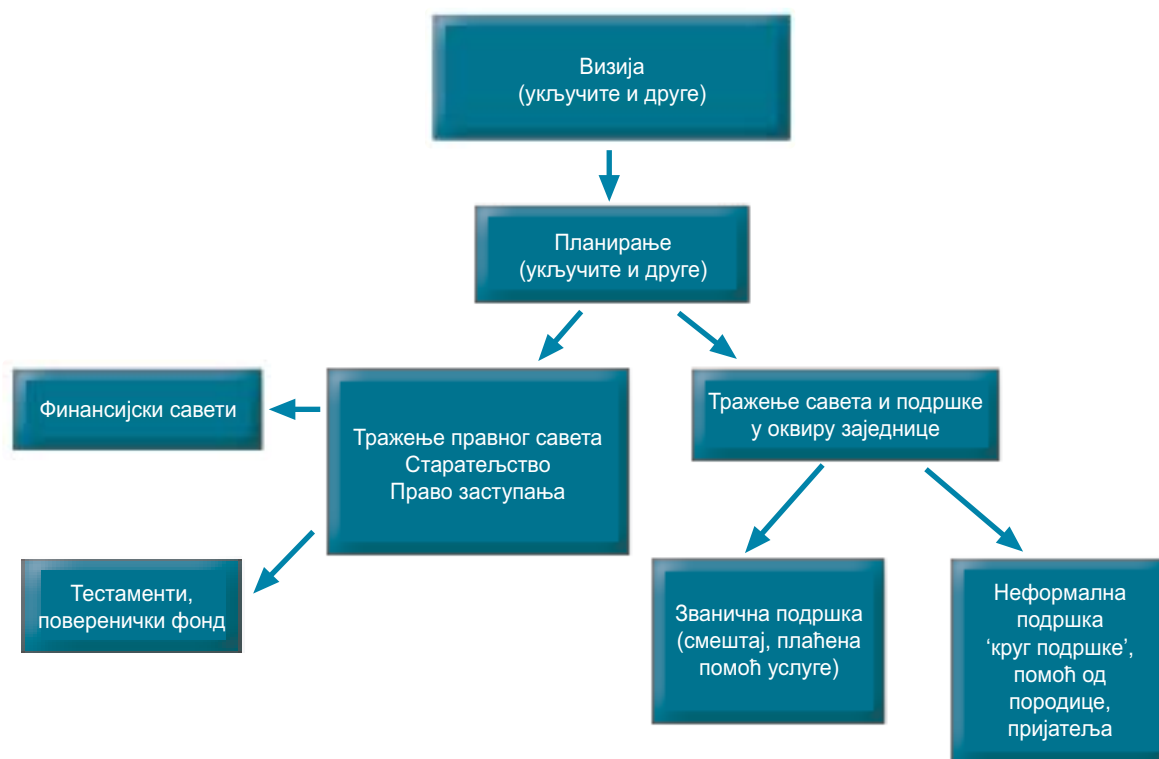 Визија
(укључите и друге)
Планирање
(укључите и друге)
Финансијски савети
Тражење правног савета
Старатељство
Право заступања
Тражење савета и подршке
у оквиру заједнице
Тестаменти,
поверенички фонд
Званична подршка
(смештај, плаћена
помоћ услуге)
Неформална
подршка
‘круг подршке’,
помоћ од
породице,
пријатеља